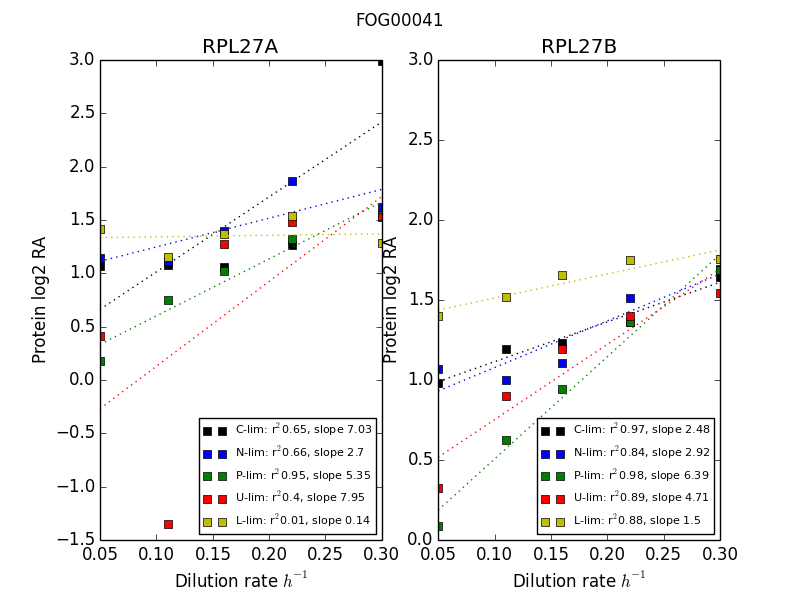 FOG00041
RPL27A
RPL27B
Protein log2 RA
3.0
2.5
2.0
1.5
1.0
0.5
0.0
−0.5
−1.0
−1.5
0.05 0.10 0.15 0.20 0.25 0.30
Dilution rate h⁻¹
C-lim: r² 0.65, slope 7.03
N-lim: r² 0.66, slope 2.7
P-lim: r² 0.95, slope 5.35
U-lim: r² 0.4, slope 7.95
L-lim: r² 0.01, slope 0.14
Protein log2 RA
3.0
2.5
2.0
1.5
1.0
0.5
0.0
0.05 0.10 0.15 0.20 0.25 0.30
Dilution rate h⁻¹
C-lim: r² 0.97, slope 2.48
N-lim: r² 0.84, slope 2.92
P-lim: r² 0.98, slope 6.39
U-lim: r² 0.89, slope 4.71
L-lim: r² 0.88, slope 1.5